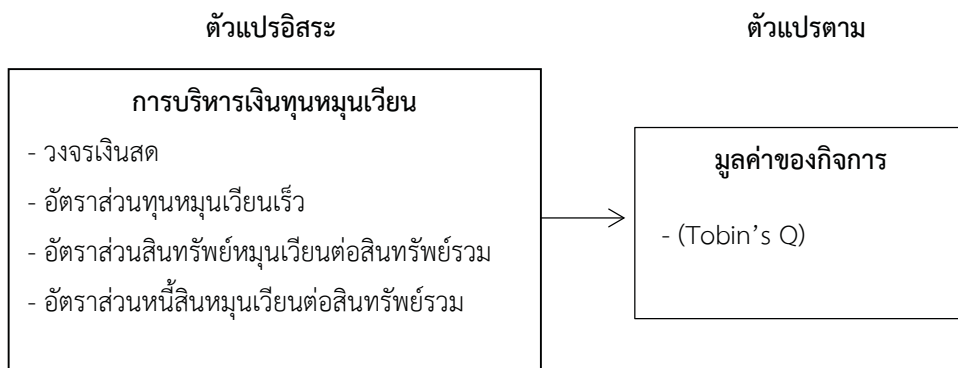 ตัวแปรอิสระ
ตัวแปรตาม
การบริหารเงินทุนหมุนเวียน
- วงจรเงินสด
- อัตราส่วนทุนหมุนเวียนเร็ว
- อัตราส่วนสินทรัพย์หมุนเวียนต่อสินทรัพย์รวม
- อัตราส่วนหนี้สินหมุนเวียนต่อสินทรัพย์รวม
มูลค่าของกิจการ
- (Tobin’s Q)